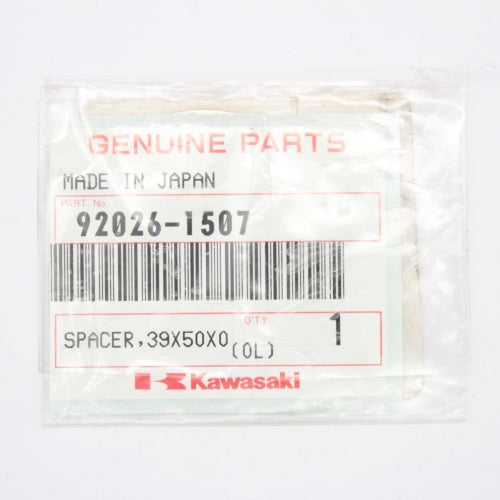 GENUINE PARTS
MADE IN JAPAN
PART No.
92026-1507
Q'TY
SPACER,39X50X0 1
(OL)
Kawasaki